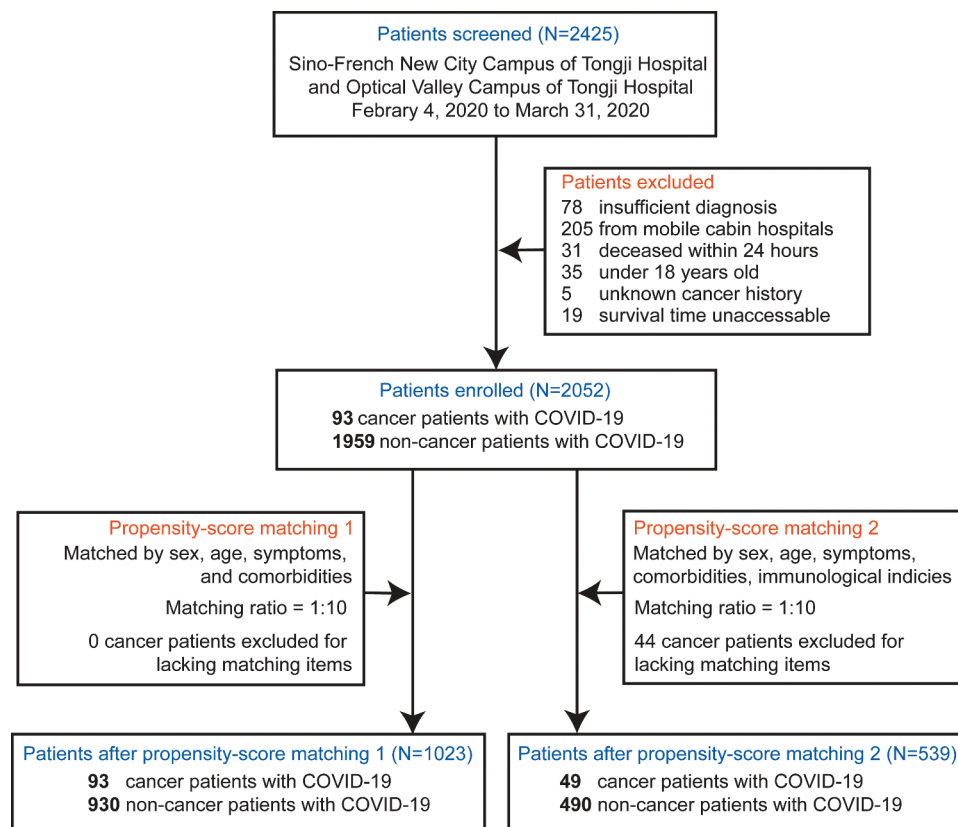 Patients screened (N=2425)
Sino-French New City Campus of Tongji Hospital
and Optical Valley Campus of Tongji Hospital
Febrary 4, 2020 to March 31, 2020
Patients excluded
78 insufficient diagnosis
205 from mobile cabin hospitals
31 deceased within 24 hours
35 under 18 years old
5 unknown cancer history
19 survival time unaccessable
Patients enrolled (N=2052)
93 cancer patients with COVID-19
1959 non-cancer patients with COVID-19
Propensity-score matching 1
Matched by sex, age, symptoms,
and comorbidities
Matching ratio = 1:10
0 cancer patients excluded for
lacking matching items
Propensity-score matching 2
Matched by sex, age, symptoms,
comorbidities, immunological indicies
Matching ratio = 1:10
44 cancer patients excluded for
lacking matching items
Patients after propensity-score matching 1 (N=1023)
93 cancer patients with COVID-19
930 non-cancer patients with COVID-19
Patients after propensity-score matching 2 (N=539)
49 cancer patients with COVID-19
490 non-cancer patients with COVID-19